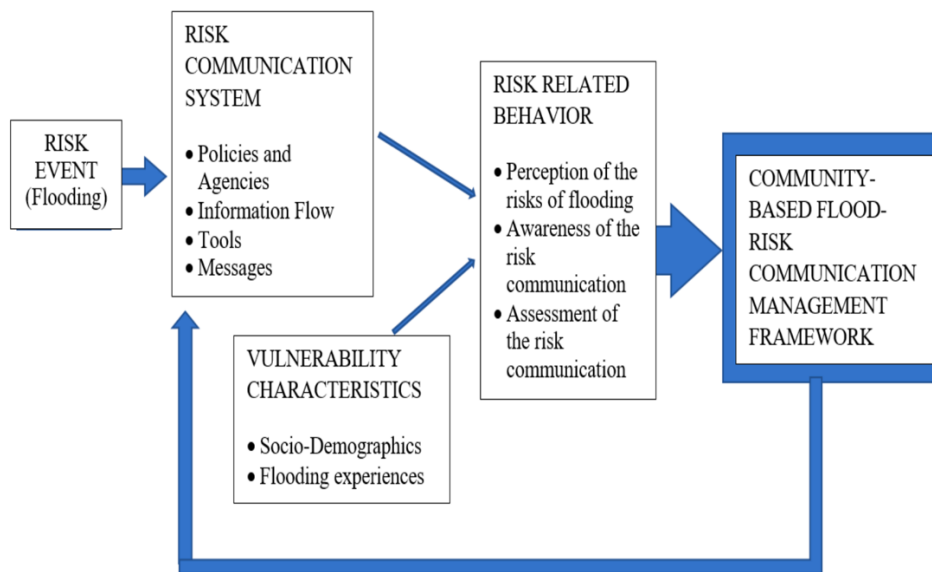 RISK
EVENT
(Flooding)
RISK
COMMUNICATION
SYSTEM
• Policies and
Agencies
• Information Flow
• Tools
• Messages
VULNERABILITY
CHARACTERISTICS
• Socio-Demographics
• Flooding experiences
RISK RELATED
BEHAVIOR
• Perception of the
risks of flooding
• Awareness of the
risk
communication
• Assessment of
the risk
communication
COMMUNITY-
BASED FLOOD-
RISK
COMMUNICATION
MANAGEMENT
FRAMEWORK